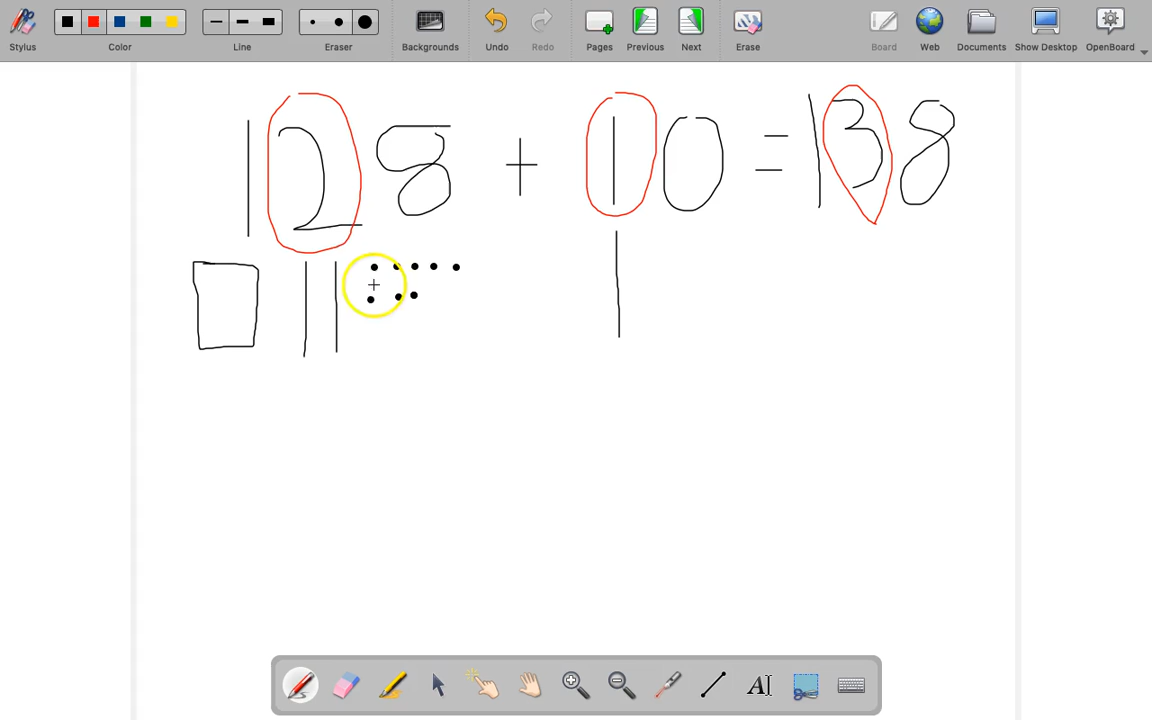 Stylus Color Line Eraser Backgrounds Undo Redo Pages Previous Next Erase Board Web Documents Show Desktop OpenBoard
128 + 10 = 138
A